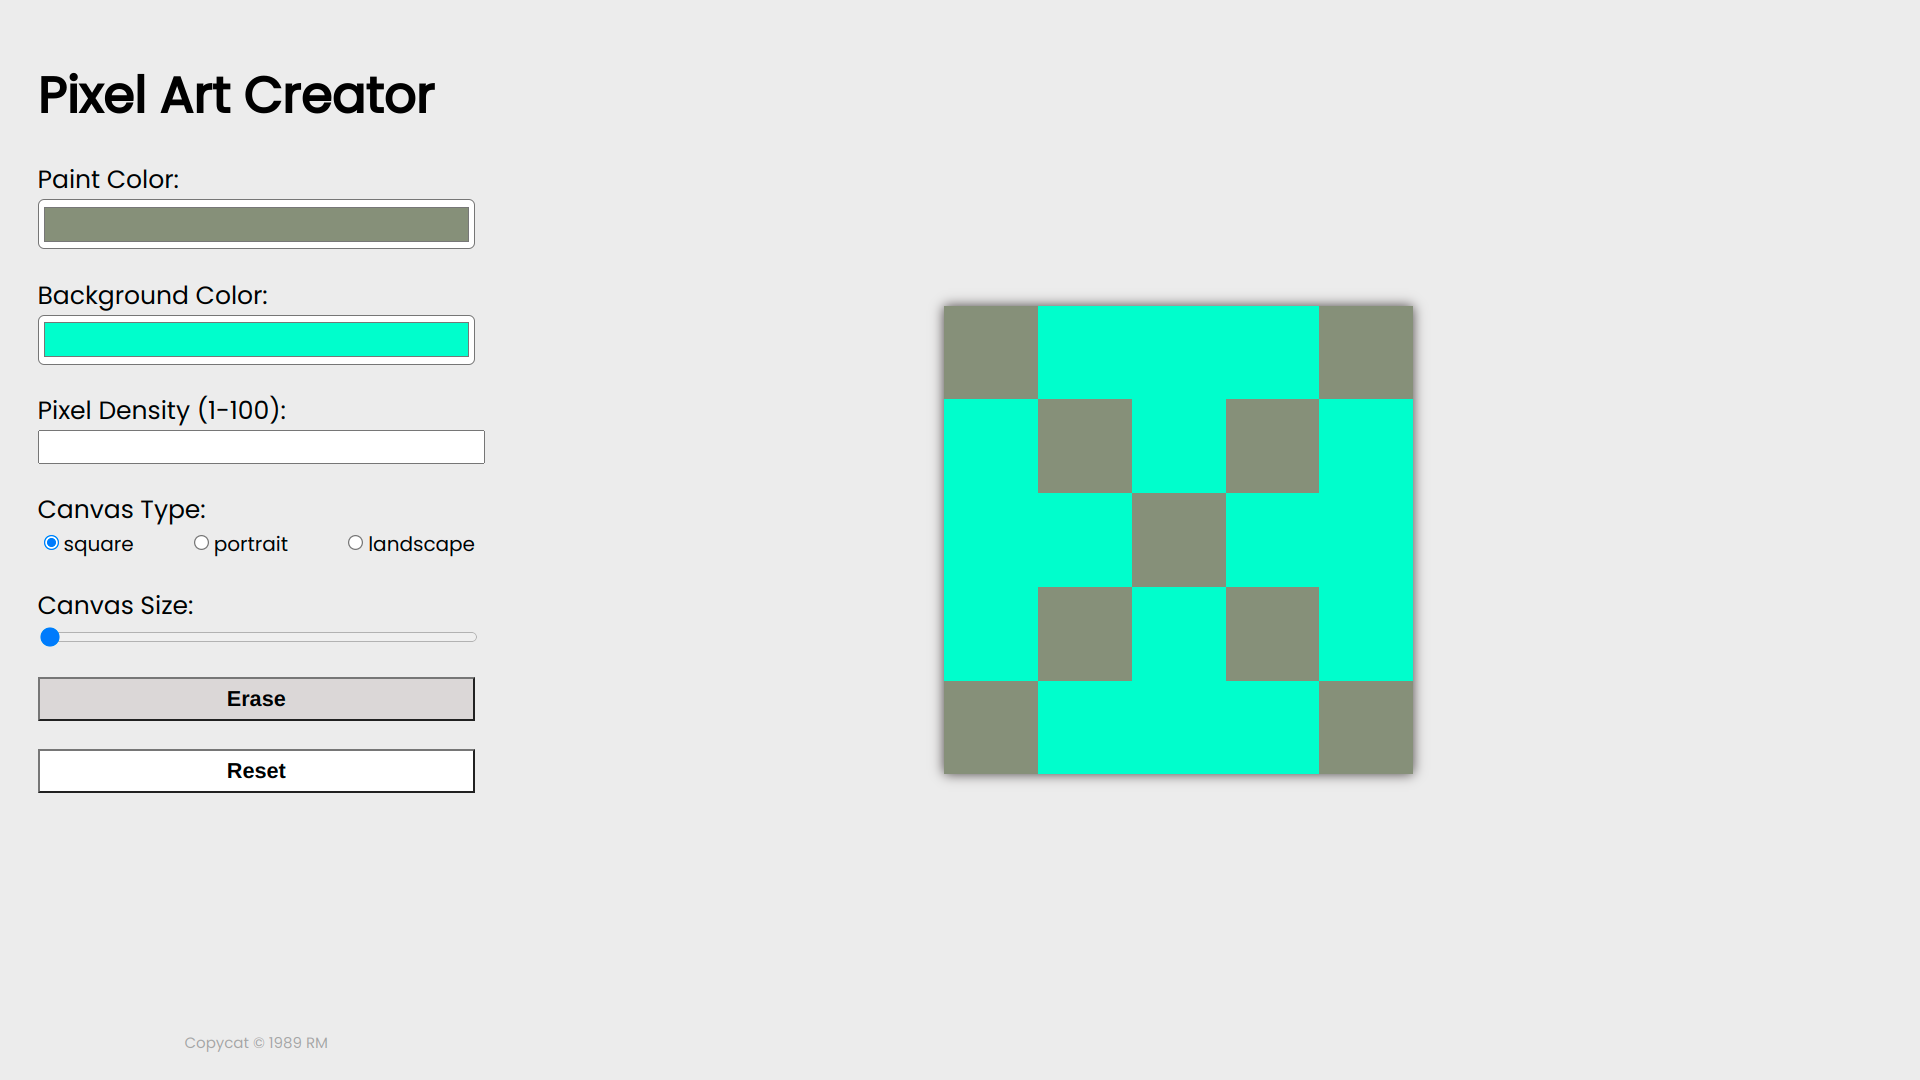 Pixel Art Creator
Paint Color:
Background Color:
Pixel Density (1-100):
Canvas Type:
square portrait landscape
Canvas Size:
Erase
Reset
Copycat © 1989 RM